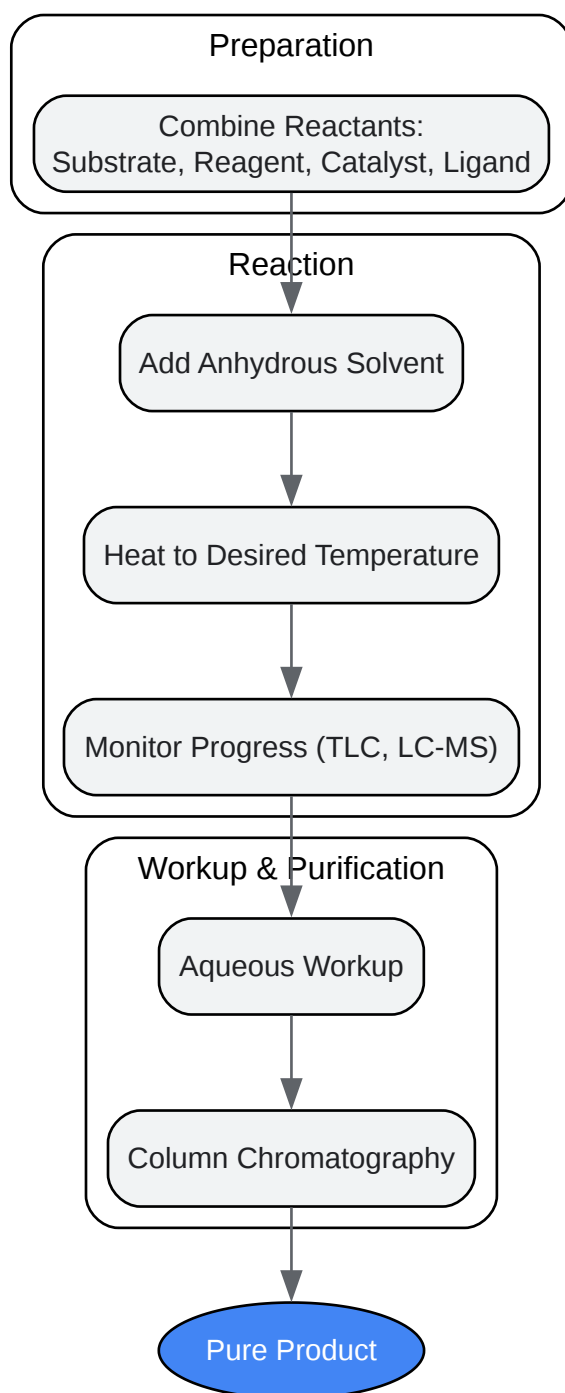 Preparation
Combine Reactants:
Substrate, Reagent, Catalyst, Ligand
Reaction
Add Anhydrous Solvent
Heat to Desired Temperature
Monitor Progress (TLC, LC-MS)
Workup & Purification
Aqueous Workup
Column Chromatography
Pure Product